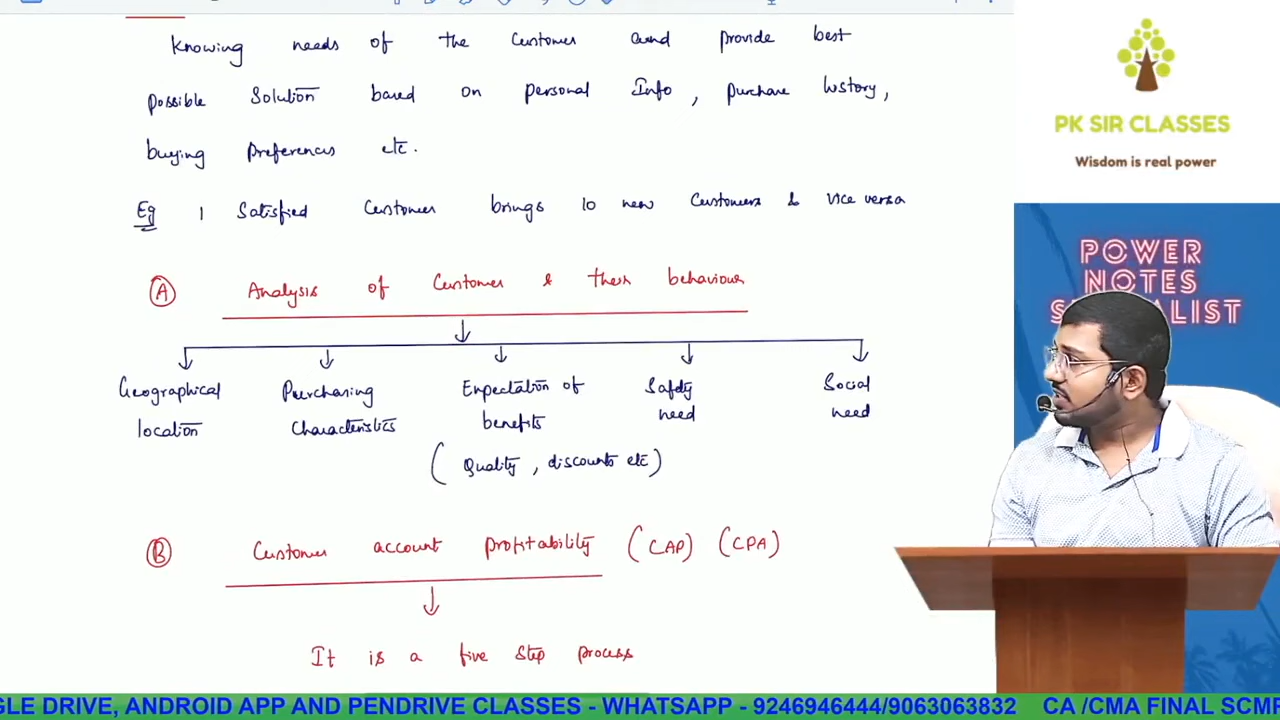 Knowing needs of the Customer and provide best
possible Solution based on personal Info, purchase history,
buying preferences etc.
Eg 1 Satisfied Customer brings 10 new Customers & vice versa
(A) Analysis of Customer & their behaviour
Geographical location
Purchasing Characteristics
Expectation of benefits
(Quality, discounts etc)
Safety need
Social need
(B) Customer account profitability (CAP) (CPA)
It is a five step process
PK SIR CLASSES
Wisdom is real power
POWER
NOTES
S CIALIST
GLE DRIVE, ANDROID APP AND PENDRIVE CLASSES - WHATSAPP - 9246946444/9063063832 CA /CMA FINAL SCMP